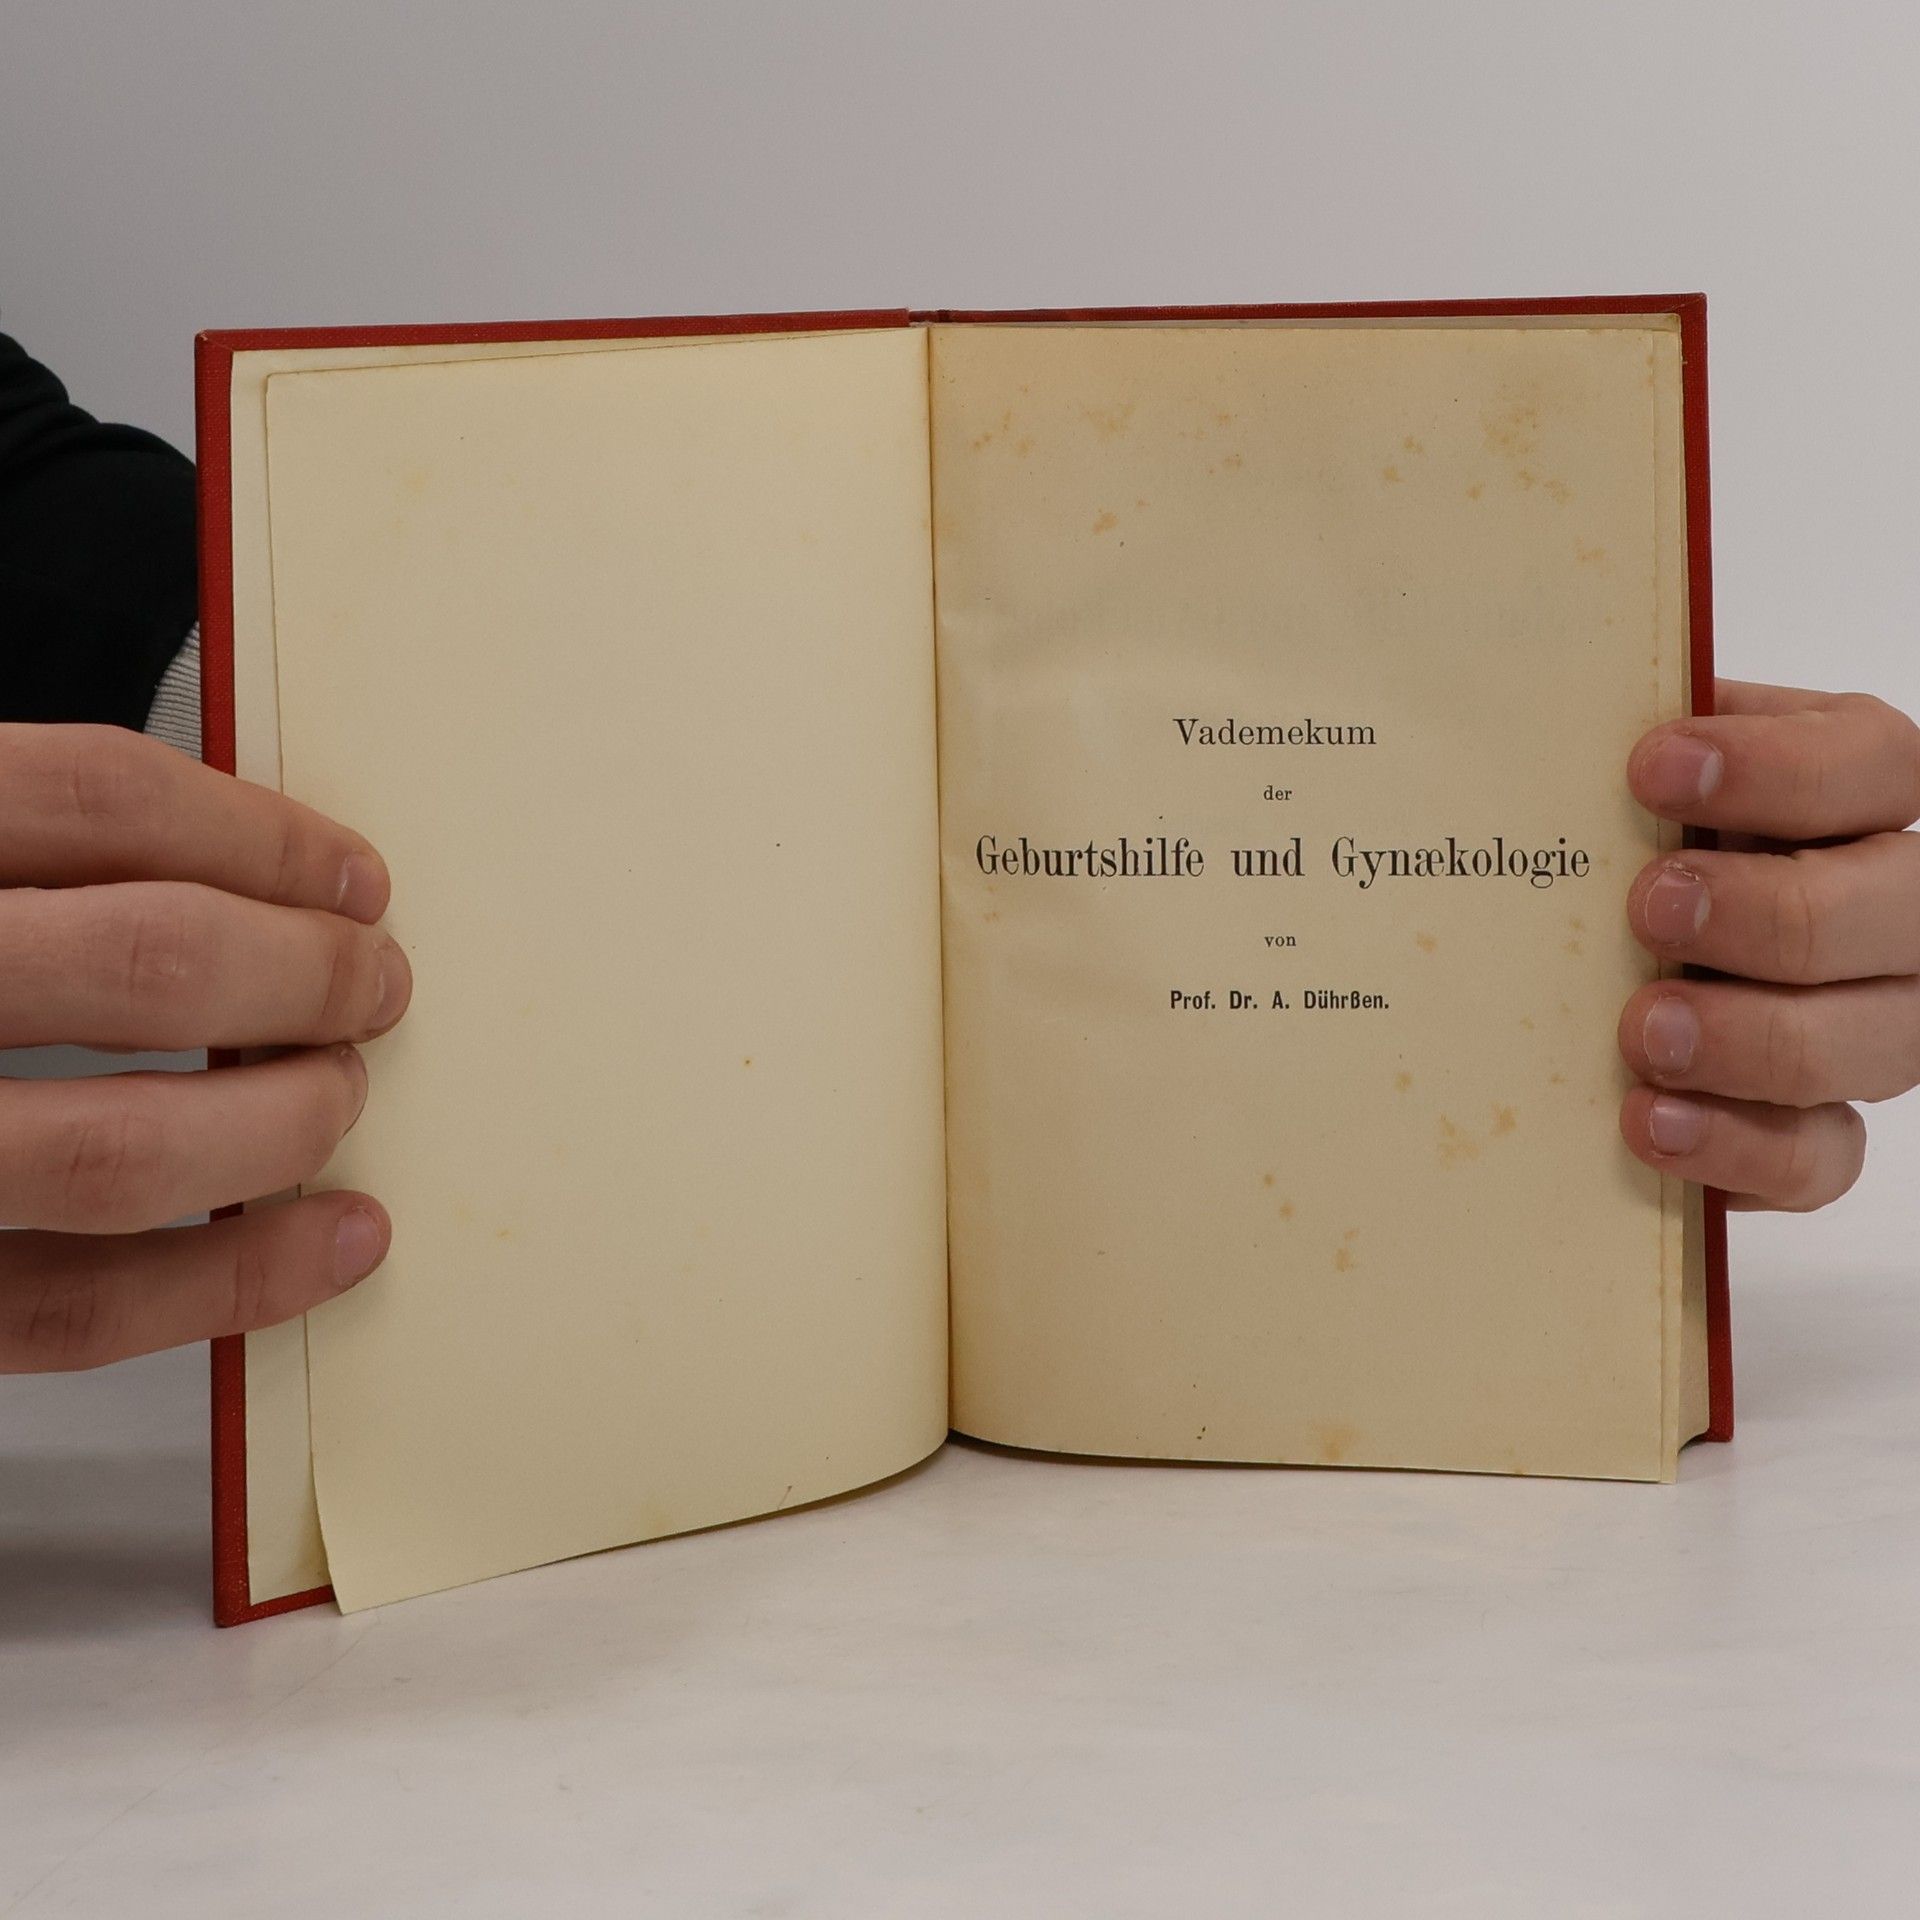 Vademekum
der
Geburtshilfe und Gynækologie
von
Prof. Dr. A. Dührßen.